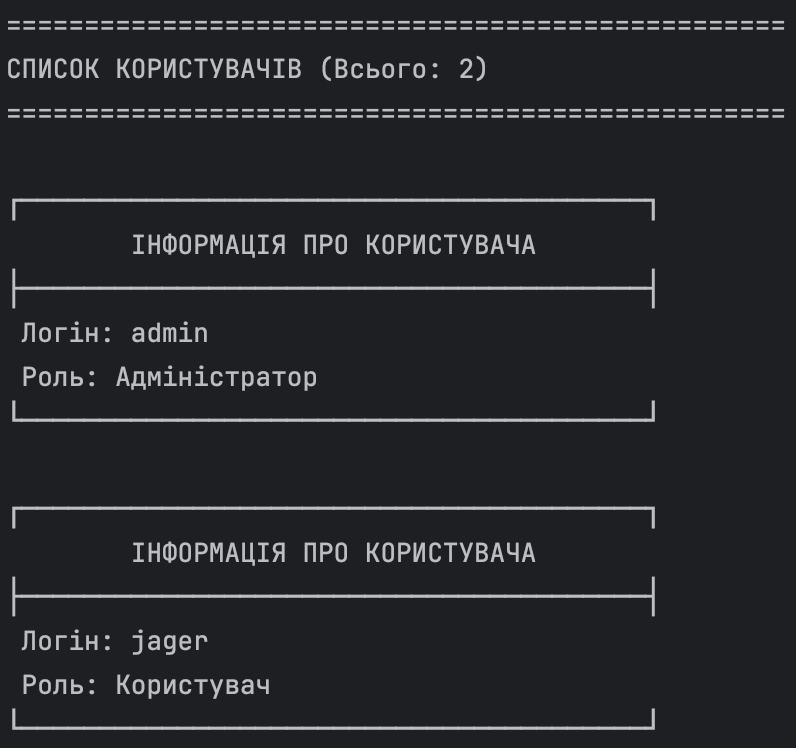 ==================================================
СПИСОК КОРИСТУВАЧІВ (Всього: 2)
==================================================
ІНФОРМАЦІЯ ПРО КОРИСТУВАЧА
Логін: admin
Роль: Адміністратор
ІНФОРМАЦІЯ ПРО КОРИСТУВАЧА
Логін: jager
Роль: Користувач